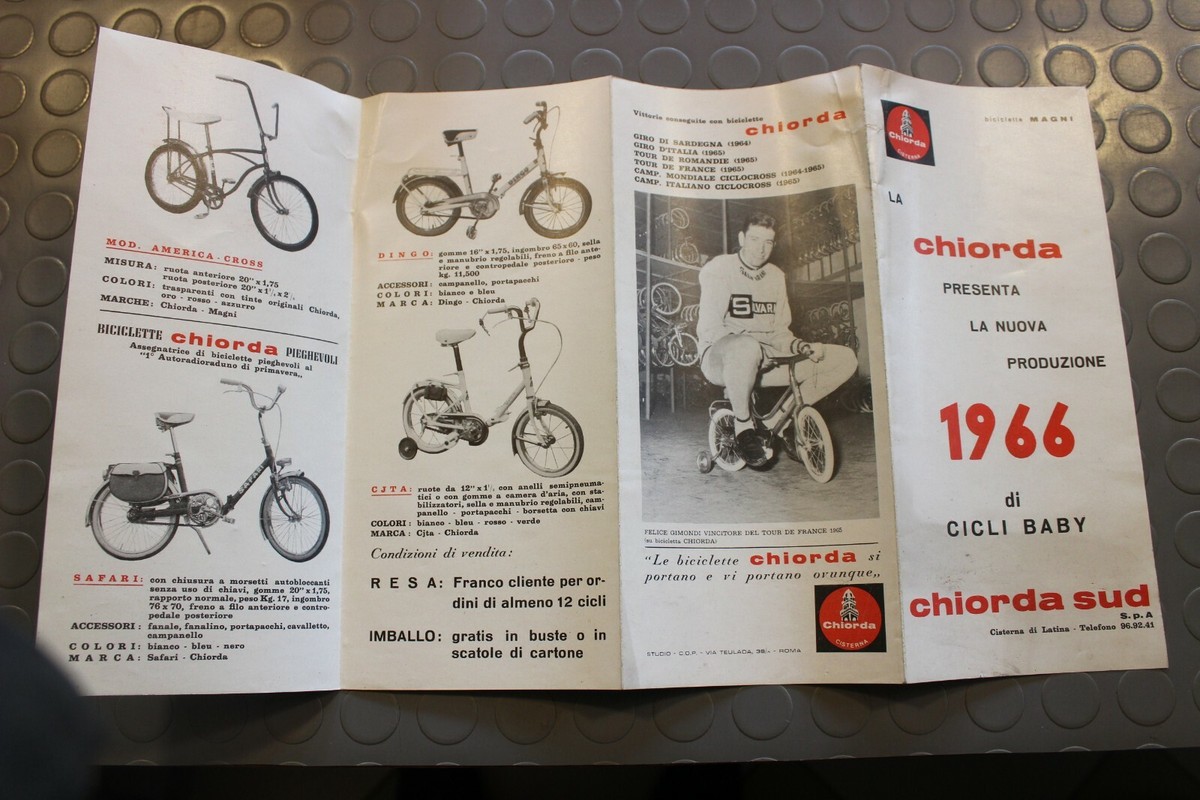 MOD. AMERICA-CROSS
MISURA: ruota anteriore 20" x 1,75
ruota posteriore 20" x 1½ x 2½
COLORI: trasparenti con tinte originali Chiorda,
oro - rosso - azzurro
MARCHE: Chiorda - Magni
BICICLETTE chiorda PIEGHEVOLI
Assegnatrice di biciclette pieghevoli al
"1° Autoradioraduno di primavera,,
SAFARI
SAFARI: con chiusura a morsetti autobloccanti
senza uso di chiavi, gomme 20" x 1,75,
rapporto normale, peso Kg. 17, ingombro
76 x 70, freno a filo anteriore e contro-
pedale posteriore
ACCESSORI: fanale, fanalino, portapacchi, cavalletto,
campanello
COLORI: bianco - bleu - nero
MARCA: Safari - Chiorda
DINGO
DINGO: gomme 16" x 1,75, ingombro 65 x 60, sella
e manubrio regolabili, freno a filo ante-
riore e contropedale posteriore - peso
kg. 11,500
ACCESSORI: campanello, portapacchi
COLORI: bianco e bleu
MARCA: Dingo - Chiorda
CJTA: ruote da 12" x 1½, con anelli semipneuma-
tici o con gomme a camera d'aria, con sta-
bilizzatori, sella e manubrio regolabili, cam-
panello - portapacchi - borsetta con chiavi
COLORI: bianco - bleu - rosso - verde
MARCA: Cjta - Chiorda
Condizioni di vendita:
RESA: Franco cliente per or-
dini di almeno 12 cicli
IMBALLO: gratis in buste o in
scatole di cartone
Vittorie conseguite con biciclette
chiorda
GIRO DI SARDEGNA (1964)
GIRO D'ITALIA (1965)
TOUR DE ROMANDIE (1965)
TOUR DE FRANCE (1965)
CAMP. MONDIALE CICLOCROSS (1964-1965)
CAMP. ITALIANO CICLOCROSS (1965)
SALVARANI
FELICE GIMONDI VINCITORE DEL TOUR DE FRANCE 1965
(su bicicletta CHIORDA)
"Le biciclette chiorda si
portano e vi portano ovunque,,
Chiorda
CISTERNA
STUDIO - C.O.P. - VIA TEULADA, 38/A - ROMA
Chiorda
CISTERNA
biciclette MAGNI
LA
chiorda
PRESENTA
LA NUOVA
PRODUZIONE
1966
di
CICLI BABY
chiorda sud
S.p.A
Cisterna di Latina - Telefono 96.92.41